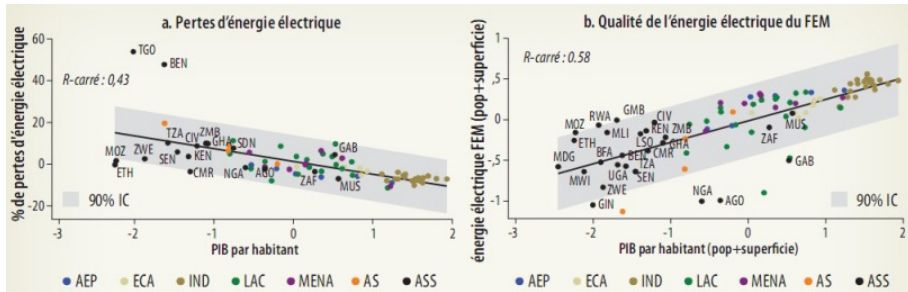 a. Pertes d'énergie électrique
% de pertes d'énergie électrique
60
40
20
0
-20
R-carré : 0,43
TGO
BEN
TZA
ZMB
CIV
GHA
SDN
GAB
MOZ
ZWE
SEN
KEN
ETH
CMR
NGA
AGO
ZAF
MUS
90% IC
-3 -2 -1 0 1 2
PIB par habitant
b. Qualité de l'énergie électrique du FEM
énergie électrique FEM (pop+superficie)
1
,5
0
-,5
-1
R-carré : 0.58
MOZ
RWA
GMB
CIV
MLI
KEN
ZMB
ETH
LSO
GHA
ZAF
MUS
MDG
BFA
BEN
CMR
MWI
UGA
TZA
SEN
GAB
ZWE
GIN
NGA
AGO
90% IC
-3 -2 -1 0 1 2
PIB par habitant (pop+superficie)
AEP ECA IND LAC MENA AS ASS
AEP ECA IND LAC MENA AS ASS